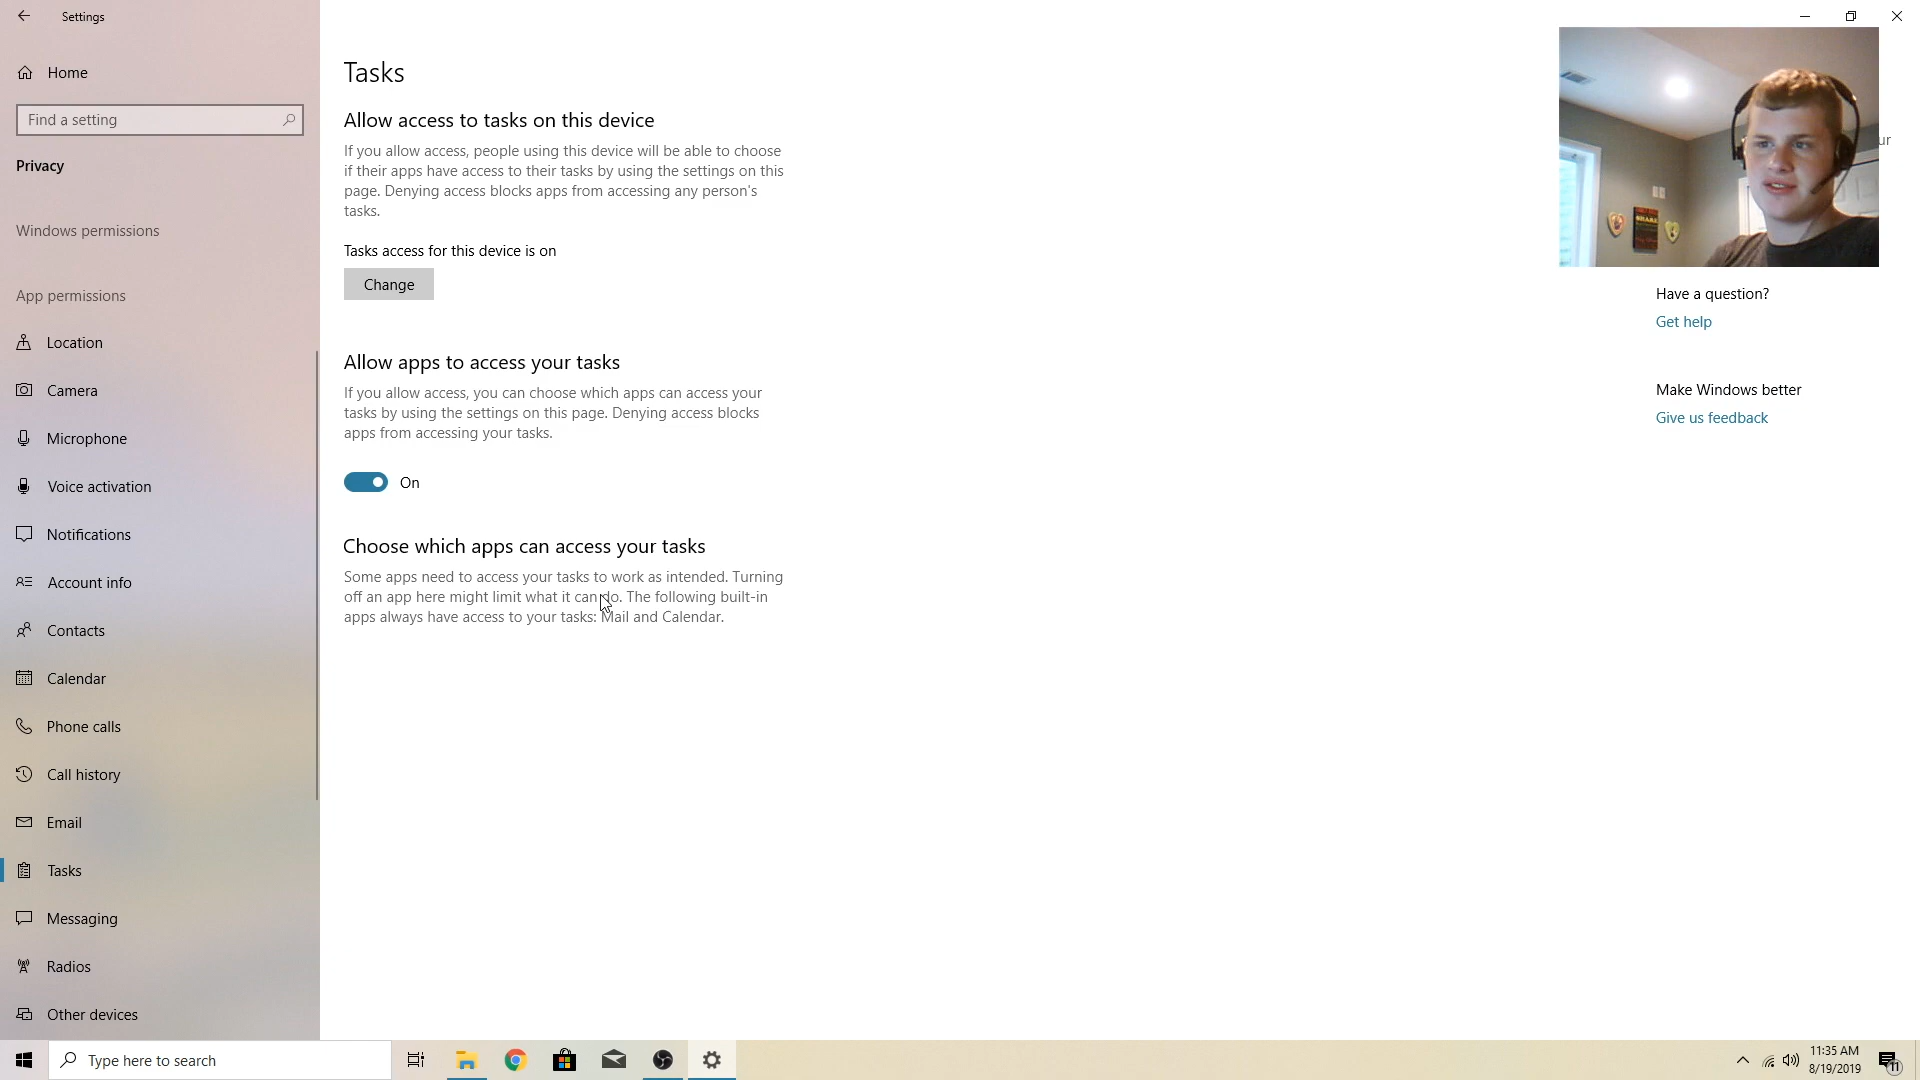 Settings
Home
Find a setting
Privacy
Windows permissions
App permissions
Location
Camera
Microphone
Voice activation
Notifications
Account info
Contacts
Calendar
Phone calls
Call history
Email
Tasks
Messaging
Radios
Other devices
Tasks
Allow access to tasks on this device
If you allow access, people using this device will be able to choose
if their apps have access to their tasks by using the settings on this
page. Denying access blocks apps from accessing any person's
tasks.
Tasks access for this device is on
Change
Allow apps to access your tasks
If you allow access, you can choose which apps can access your
tasks by using the settings on this page. Denying access blocks
apps from accessing your tasks.
On
Choose which apps can access your tasks
Some apps need to access your tasks to work as intended. Turning
off an app here might limit what it can do. The following built-in
apps always have access to your tasks: Mail and Calendar.
ur
Have a question?
Get help
Make Windows better
Give us feedback
Type here to search
11:35 AM
8/19/2019
11